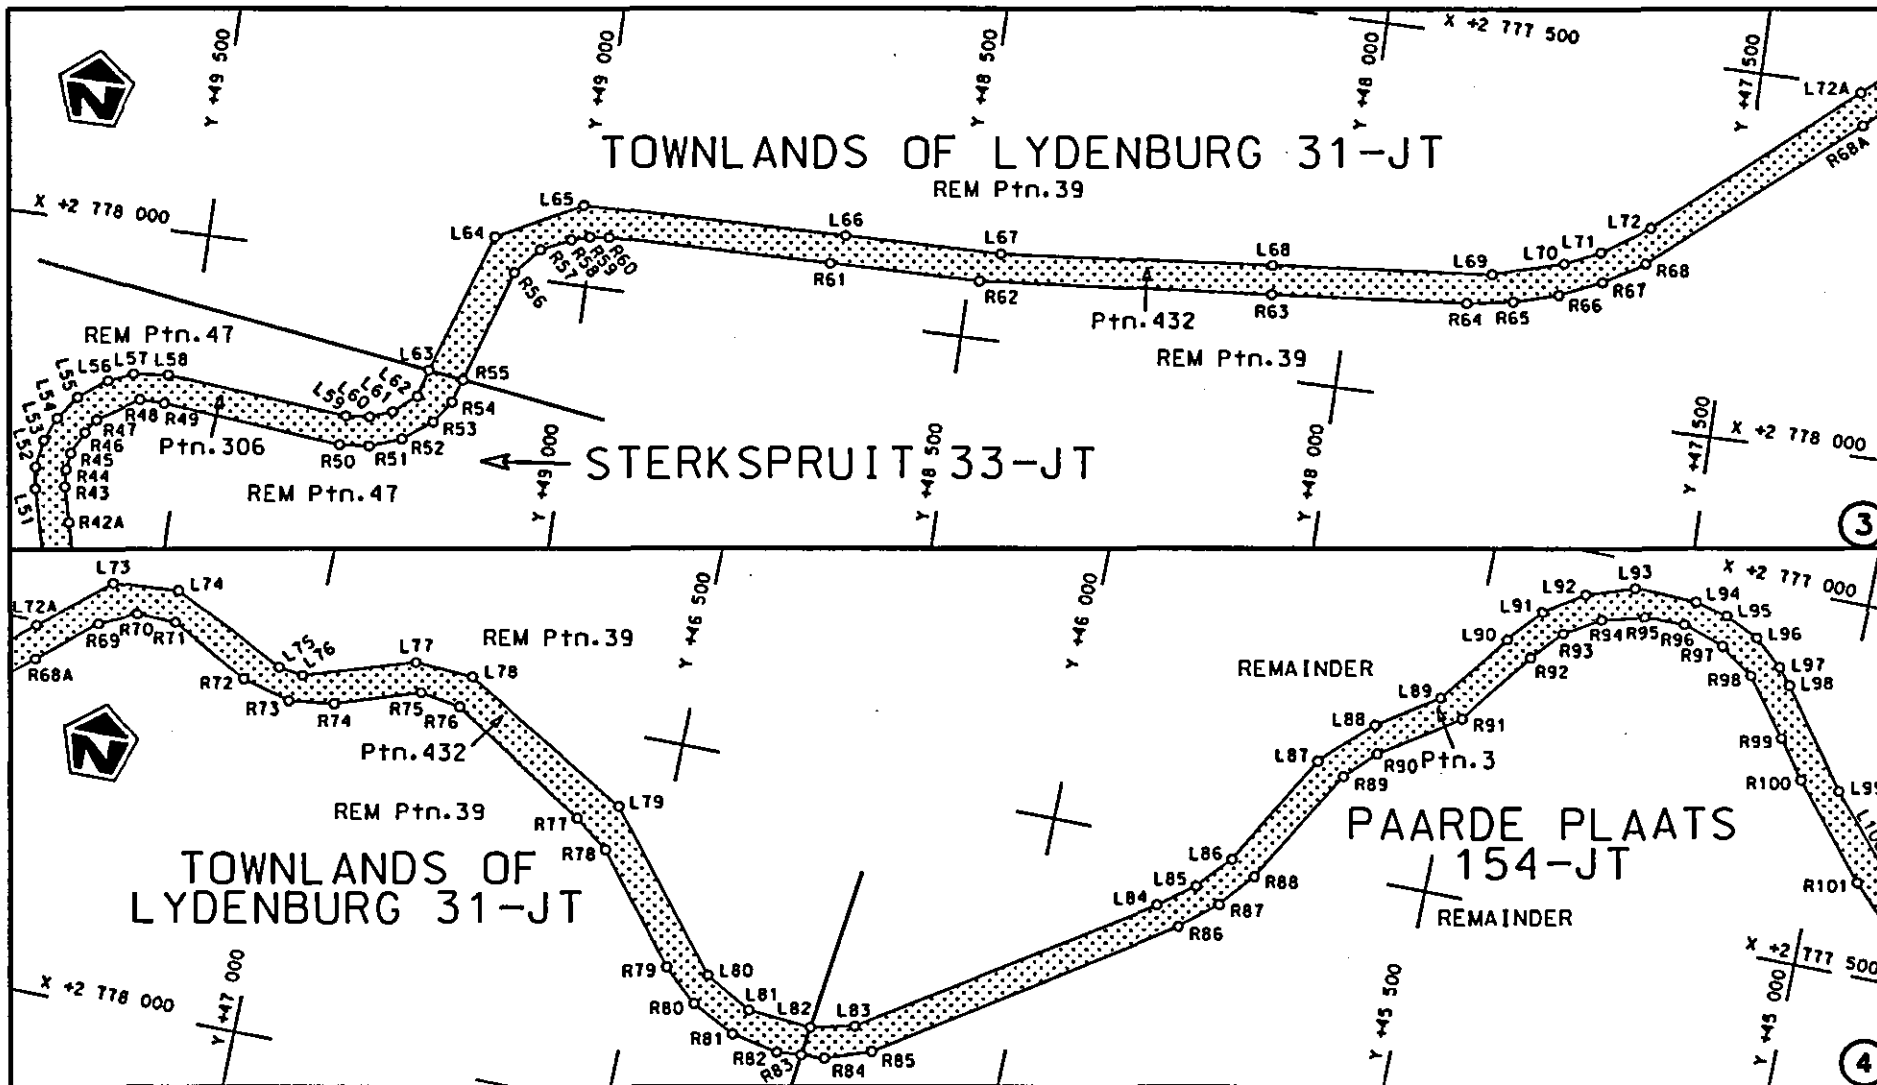 Y +49 500
Y +49 000
Y +48 500
Y +48 000
X +2 777 500
Y +47 500
L72A
R68A
N
TOWNLANDS OF LYDENBURG 31-JT
REM Ptn.39
X +2 778 000
L64
L65
L66
L67
L68
L69
L70
L71
L72
R56
R57
R58
R59
R60
R61
R62
R63
R64
R65
R66
R67
R68
Ptn.432
REM Ptn.39
REM Ptn.47
L51
L52
L53
L54
L55
L56
L57
L58
L59
L60
L61
L62
L63
R42A
R43
R44
R45
R46
R47
R48
R49
R50
R51
R52
R53
R54
R55
Ptn.306
REM Ptn.47
STERKSPRUIT 33-JT
Y +49 000
Y +48 500
Y +48 000
Y +47 500
X +2 778 000
3
L72A
L73
L74
L75
L76
L77
L78
L79
L80
L81
L82
L83
L84
L85
L86
L87
L88
L89
L90
L91
L92
L93
L94
L95
L96
L97
L98
L99
R68A
R69
R70
R71
R72
R73
R74
R75
R76
R77
R78
R79
R80
R81
R82
R83
R84
R85
R86
R87
R88
R89
R90
R91
R92
R93
R94
R95
R96
R97
R98
R99
R100
R101
REM Ptn.39
Y +46 500
Y +46 000
REMAINDER
X +2 777 000
N
Ptn.432
REM Ptn.39
Ptn.3
TOWNLANDS OF
LYDENBURG 31-JT
PAARDE PLAATS
154-JT
REMAINDER
X +2 778 000
Y +47 000
Y +45 500
Y +45 000
X +2 777 500
4